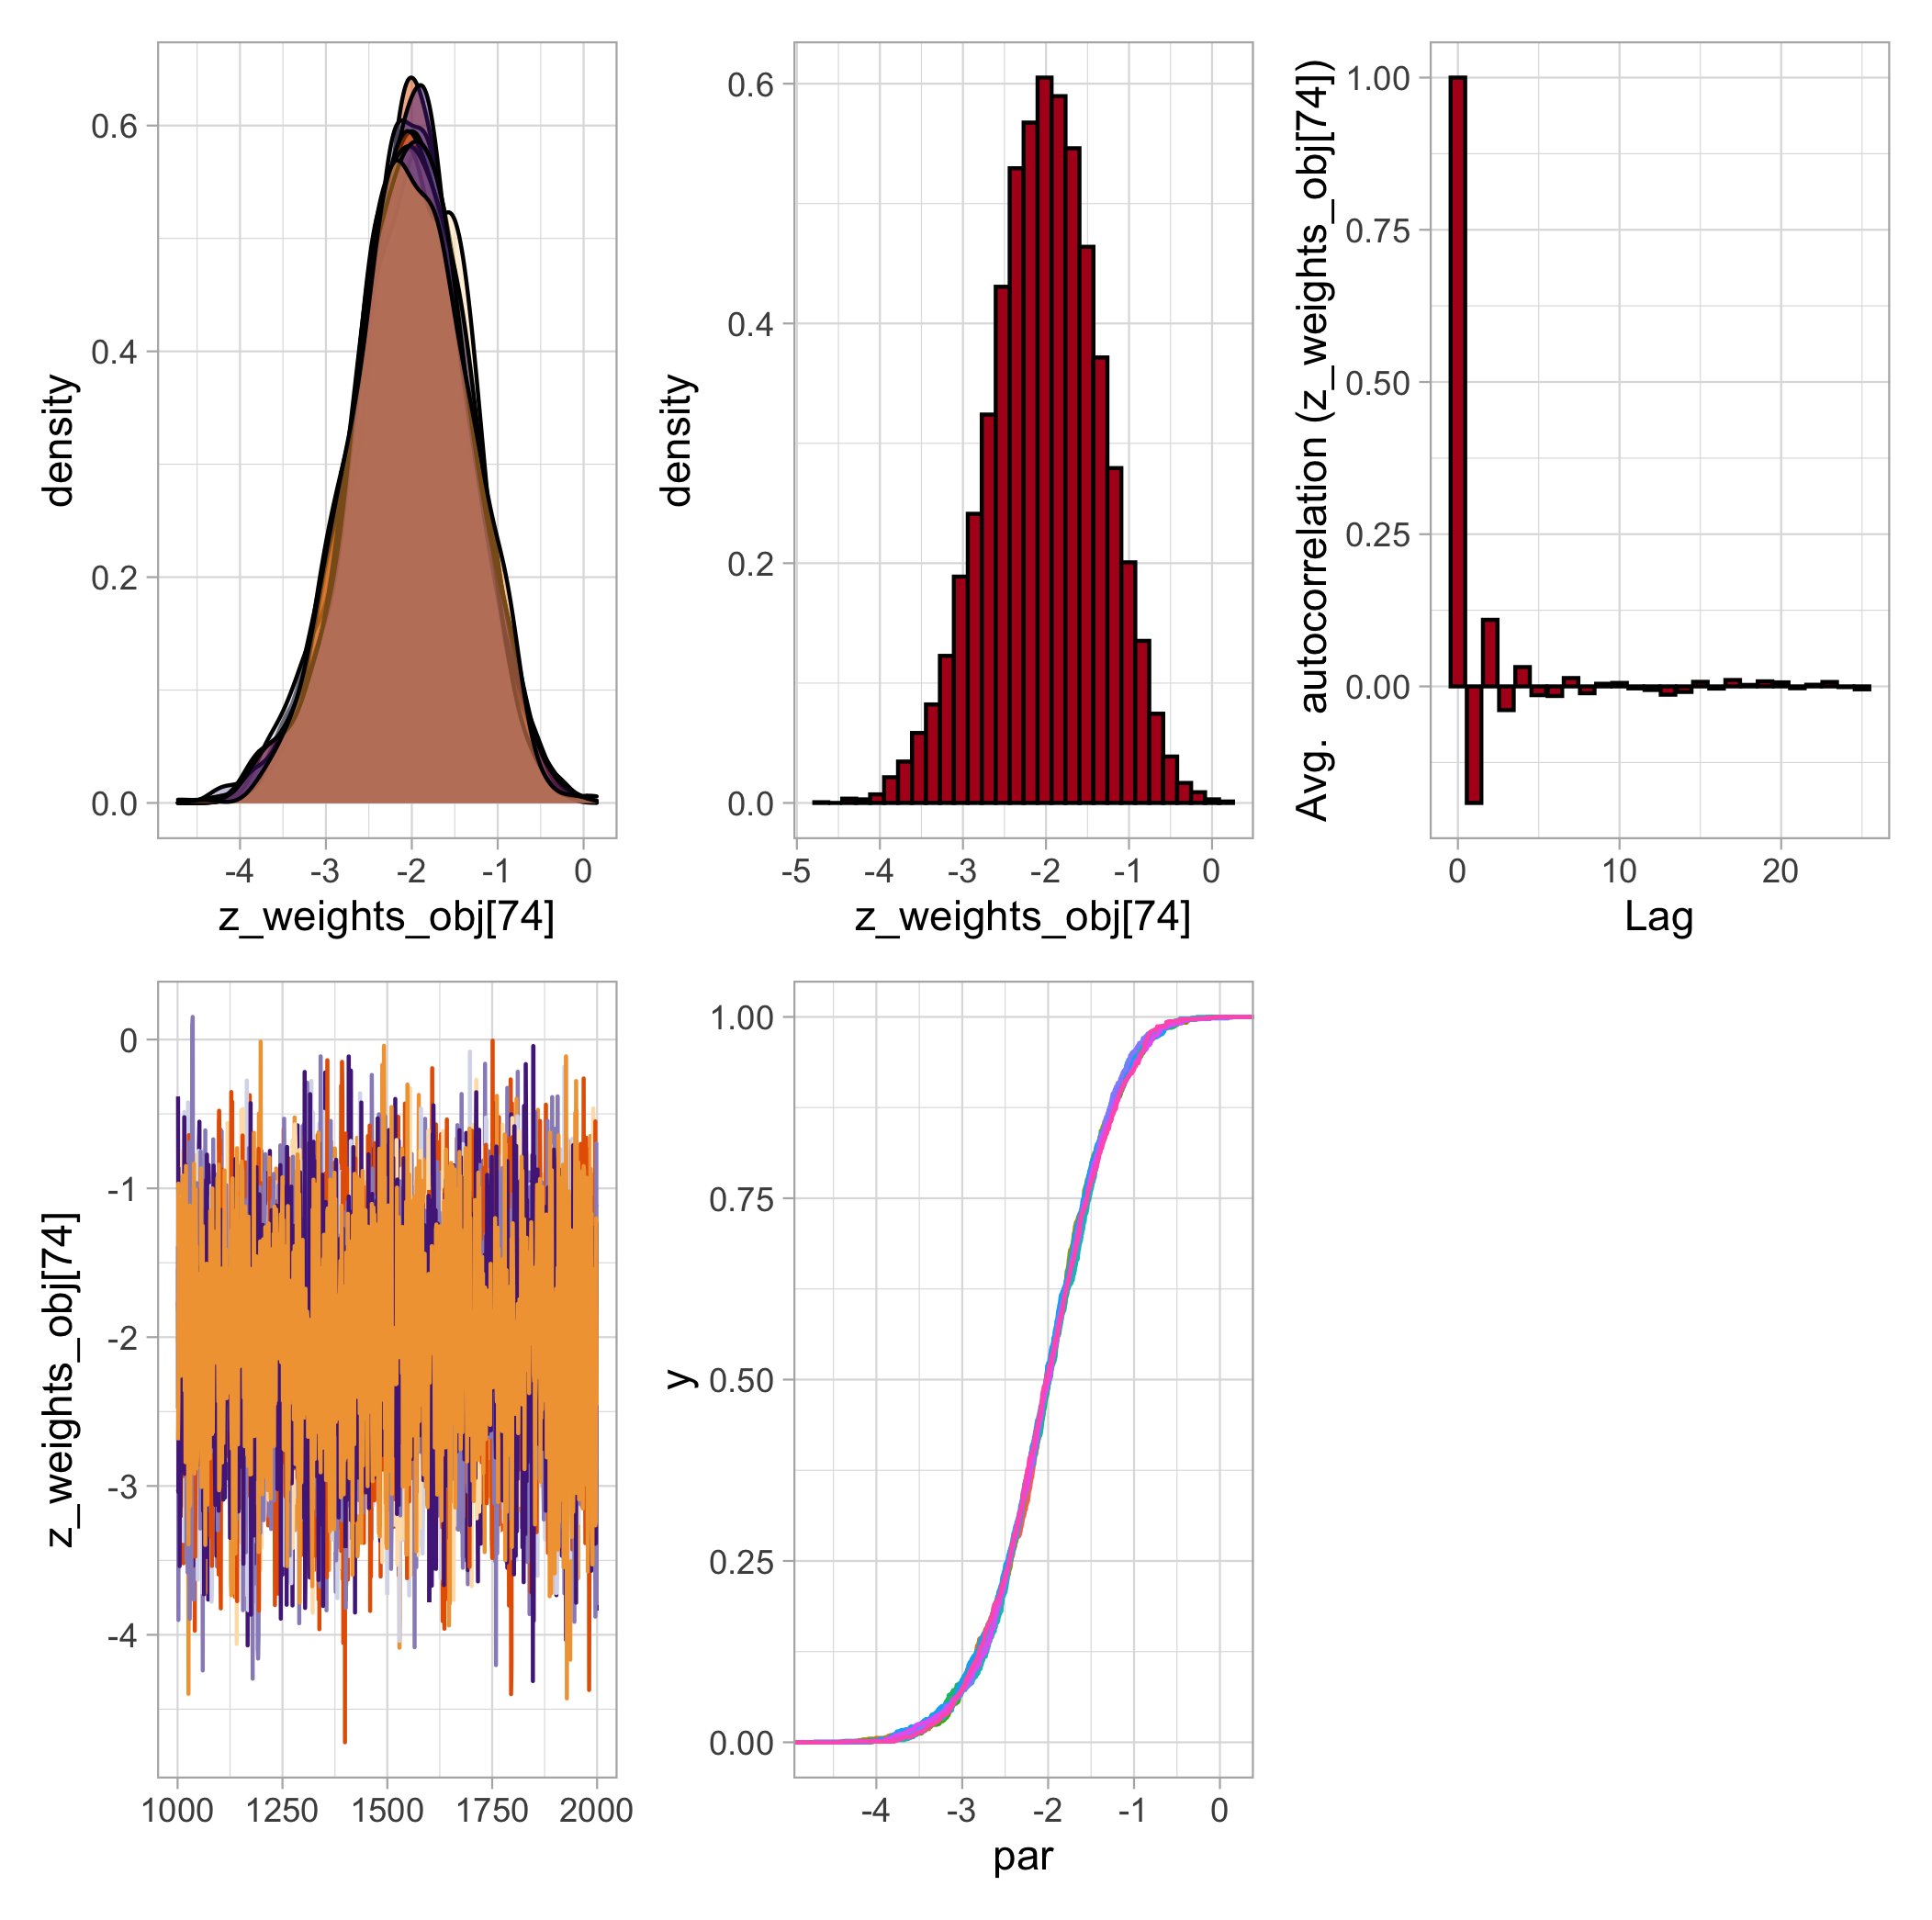 density
0.6
0.4
0.2
0.0
-4 -3 -2 -1 0
z_weights_obj[74]
density
0.6
0.4
0.2
0.0
-5 -4 -3 -2 -1 0
z_weights_obj[74]
Avg. autocorrelation (z_weights_obj[74])
1.00
0.75
0.50
0.25
0.00
0 10 20
Lag
z_weights_obj[74]
0
-1
-2
-3
-4
1000 1250 1500 1750 2000
y
1.00
0.75
0.50
0.25
0.00
-4 -3 -2 -1 0
par